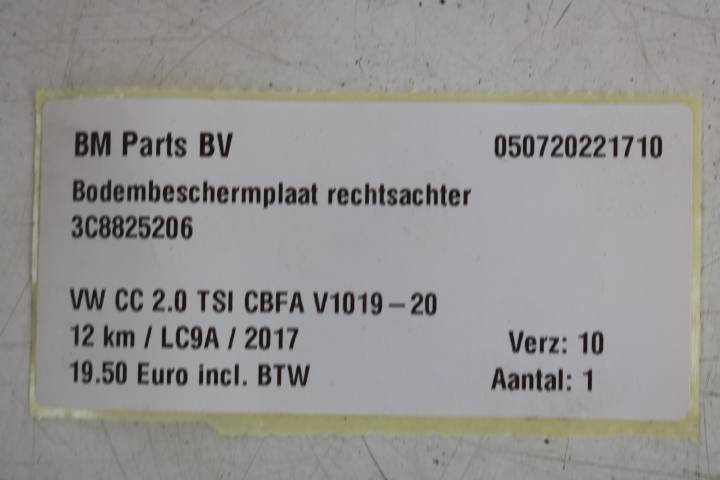 BM Parts BV 050720221710
Bodembeschermplaat rechtsachter
3C8825206
VW CC 2.0 TSI CBFA V1019-20
12 km / LC9A / 2017 Verz: 10
19.50 Euro incl. BTW Aantal: 1